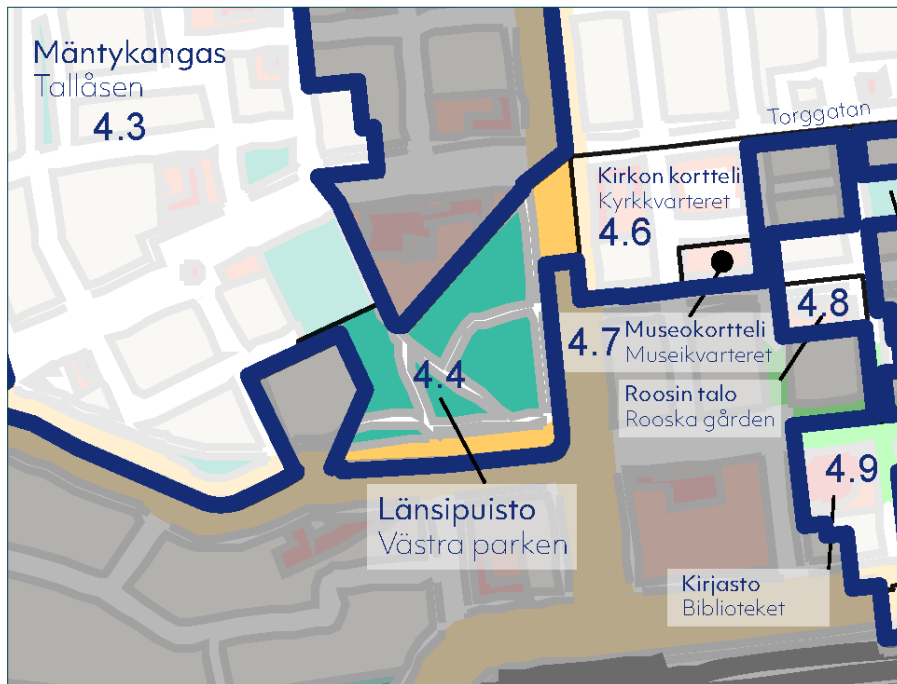 Mäntykangas
Tallåsen
4.3
Torggatan
Kirkon kortteli
Kyrkkvarteret
4.6
4.8
4.7
Museokortteli
Museikvarteret
4.4
Roosin talo
Rooska gården
4.9
Länsipuisto
Västra parken
Kirjasto
Biblioteket